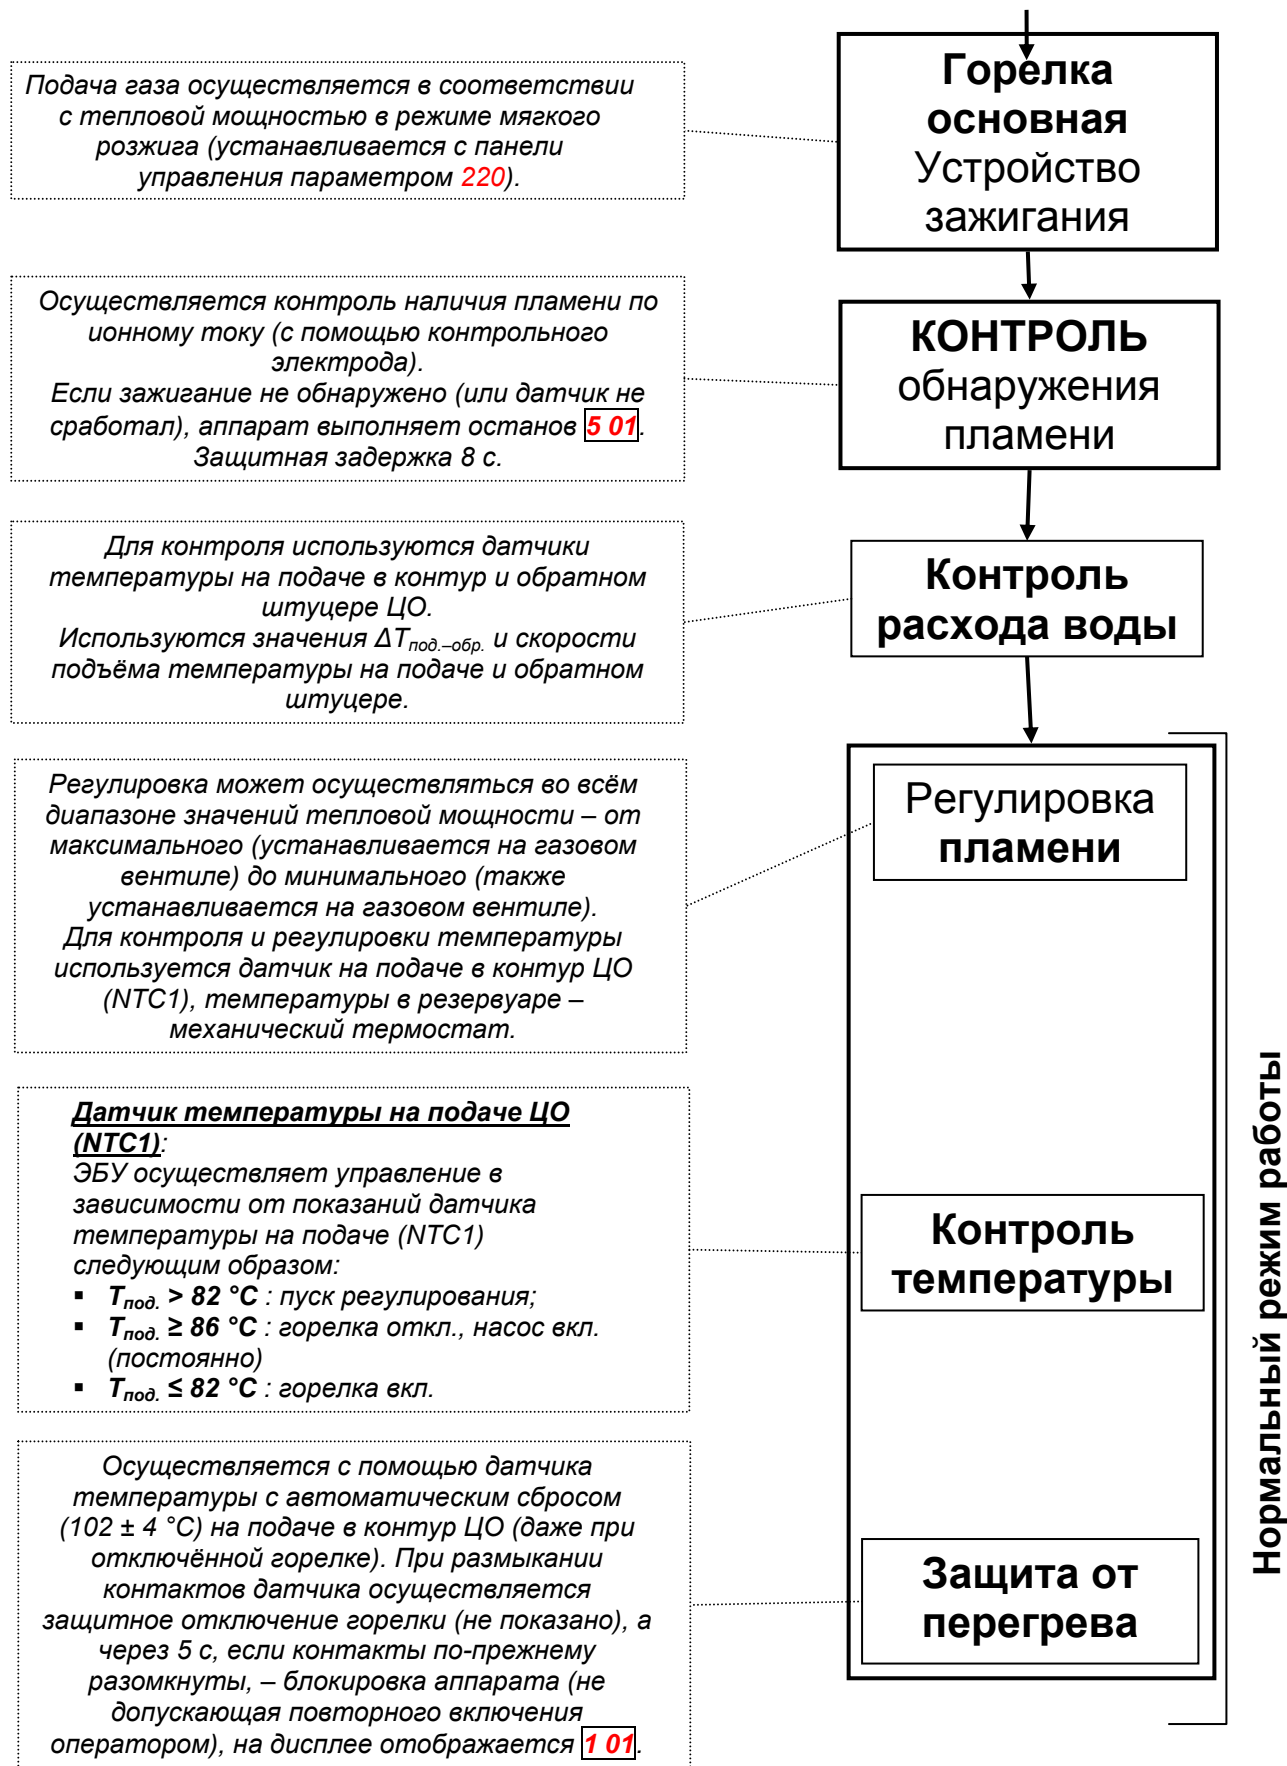 Подача газа осуществляется в соответствии
с тепловой мощностью в режиме мягкого
розжига (устанавливается с панели
управления параметром 220).
Горелка
основная
Устройство
зажигания
Осуществляется контроль наличия пламени по
ионному току (с помощью контрольного
электрода).
Если зажигание не обнаружено (или датчик не
сработал), аппарат выполняет останов 5 01.
Защитная задержка 8 с.
КОНТРОЛЬ
обнаружения
пламени
Для контроля используются датчики
температуры на подаче в контур и обратном
штуцере ЦО.
Используются значения ΔTпод.–обр. и скорости
подъёма температуры на подаче и обратном
штуцере.
Контроль
расхода воды
Регулировка может осуществляться во всём
диапазоне значений тепловой мощности – от
максимального (устанавливается на газовом
вентиле) до минимального (также
устанавливается на газовом вентиле).
Для контроля и регулировки температуры
используется датчик на подаче в контур ЦО
(NTC1), температуры в резервуаре –
механический термостат.
Регулировка
пламени
Датчик температуры на подаче ЦО
(NTC1):
ЭБУ осуществляет управление в
зависимости от показаний датчика
температуры на подаче (NTC1)
следующим образом:
▪ Tпод. > 82 °C : пуск регулирования;
▪ Tпод. ≥ 86 °C : горелка откл., насос вкл.
(постоянно)
▪ Tпод. ≤ 82 °C : горелка вкл.
Контроль
температуры
Осуществляется с помощью датчика
температуры с автоматическим сбросом
(102 ± 4 °C) на подаче в контур ЦО (даже при
отключённой горелке). При размыкании
контактов датчика осуществляется
защитное отключение горелки (не показано), а
через 5 с, если контакты по-прежнему
разомкнуты, – блокировка аппарата (не
допускающая повторного включения
оператором), на дисплее отображается 1 01.
Защита от
перегрева
Нормальный режим работы